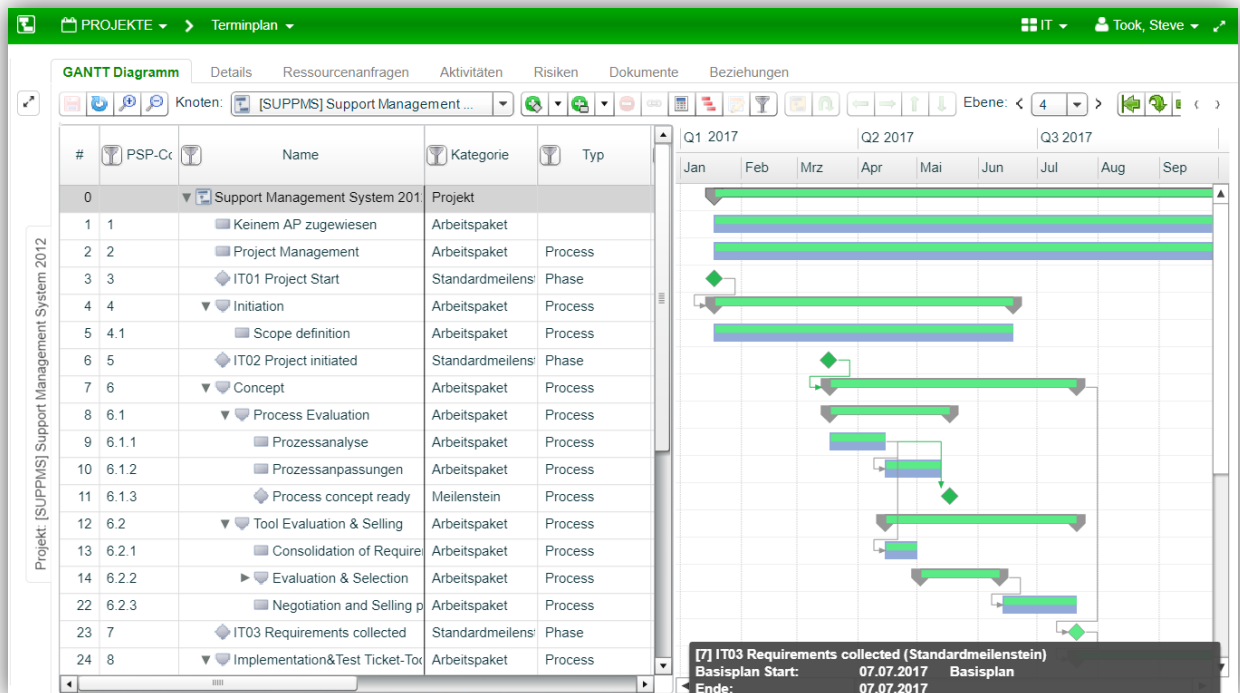 PROJEKTE Terminplan IT Took, Steve
GANTT Diagramm Details Ressourcenanfragen Aktivitäten Risiken Dokumente Beziehungen
Knoten: [SUPPMS] Support Management ... Ebene: 4
Projekt: [SUPPMS] Support Management System 2012
# PSP-Cc Name Kategorie Typ
Q1 2017 Q2 2017 Q3 2017
Jan Feb Mrz Apr Mai Jun Jul Aug Sep
0 Support Management System 201 Projekt
1 1 Keinem AP zugewiesen Arbeitspaket
2 2 Project Management Arbeitspaket Process
3 3 IT01 Project Start Standardmeilenst Phase
4 4 Initiation Arbeitspaket Process
5 4.1 Scope definition Arbeitspaket Process
6 5 IT02 Project initiated Standardmeilenst Phase
7 6 Concept Arbeitspaket Process
8 6.1 Process Evaluation Arbeitspaket Process
9 6.1.1 Prozessanalyse Arbeitspaket Process
10 6.1.2 Prozessanpassungen Arbeitspaket Process
11 6.1.3 Process concept ready Meilenstein Process
12 6.2 Tool Evaluation & Selling Arbeitspaket Process
13 6.2.1 Consolidation of Require Arbeitspaket Process
14 6.2.2 Evaluation & Selection Arbeitspaket Process
22 6.2.3 Negotiation and Selling p Arbeitspaket Process
23 7 IT03 Requirements collected Standardmeilenst Phase
24 8 Implementation&Test Ticket-Too Arbeitspaket Process
[7] IT03 Requirements collected (Standardmeilenstein)
Basisplan Start: 07.07.2017 Basisplan
Ende: 07.07.2017